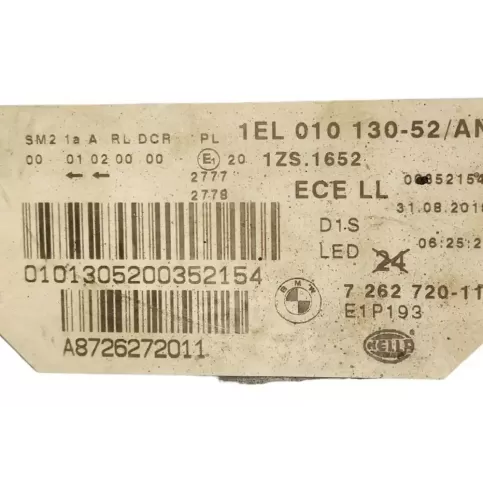 1EL 010 130-52/AN
SM2 1a A RL DCR PL
00 01 02 00 00 E1 20 1ZS.1652
2777
2778
ECE LL
31.08.201
D1S
LED 24 06:25:2
0101305200352154
BMW
7 262 720-11
E1P193
A8726272011
HELLA